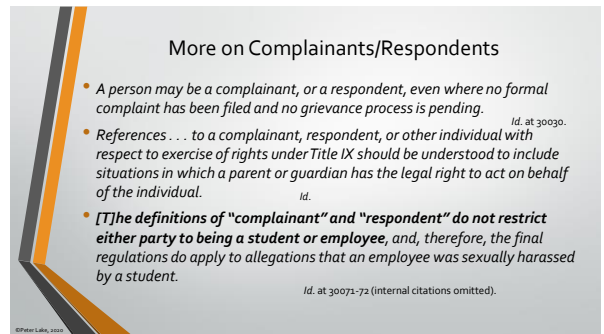 More on Complainants/Respondents
• A person may be a complainant, or a respondent, even where no formal
complaint has been filed and no grievance process is pending.
Id. at 30030.
• References . . . to a complainant, respondent, or other individual with
respect to exercise of rights under Title IX should be understood to include
situations in which a parent or guardian has the legal right to act on behalf
of the individual.
Id.
• [T]he definitions of “complainant” and “respondent” do not restrict
either party to being a student or employee, and, therefore, the final
regulations do apply to allegations that an employee was sexually harassed
by a student.
Id. at 30071-72 (internal citations omitted).
©Peter Lake, 2020